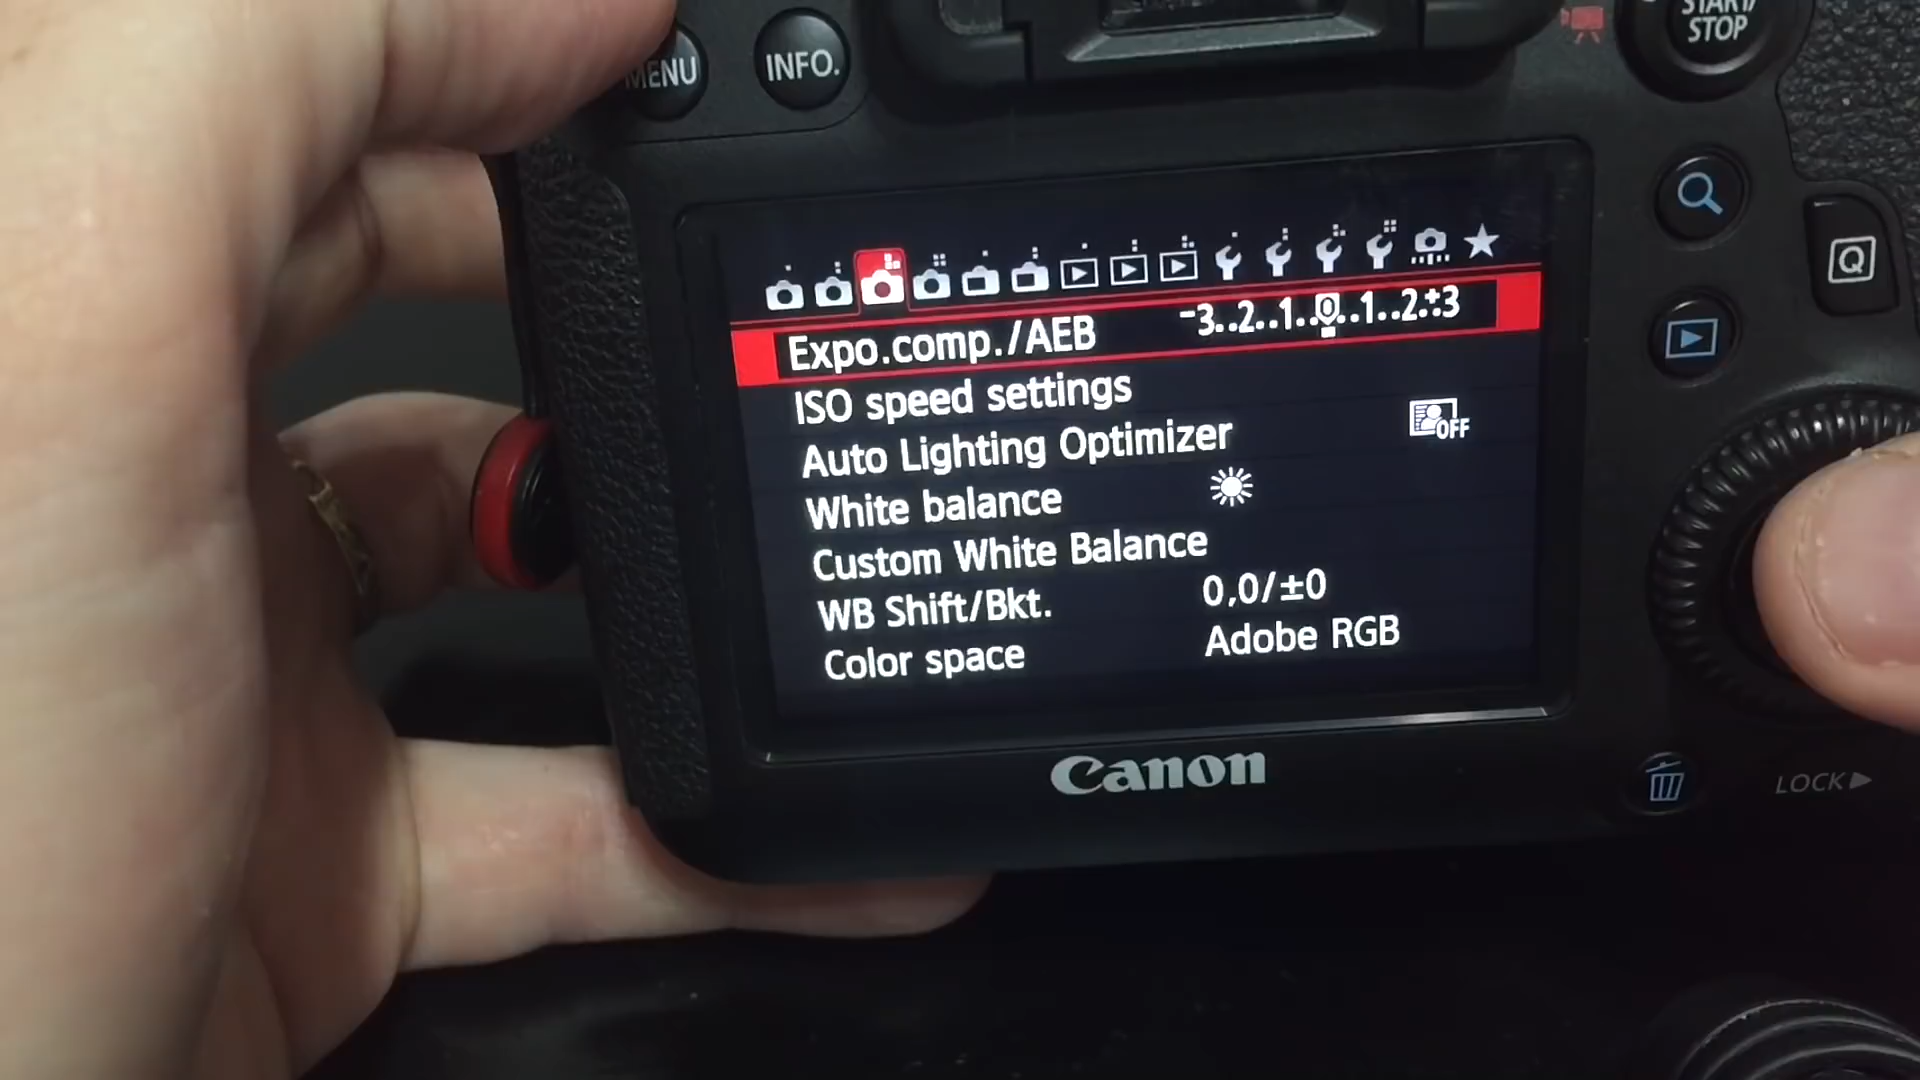 MENU
INFO.
START/
STOP
Q
Expo.comp./AEB -3..2..1..0..1..2..+3
ISO speed settings
Auto Lighting Optimizer OFF
White balance
Custom White Balance
WB Shift/Bkt. 0,0/±0
Color space Adobe RGB
Canon
LOCK▶